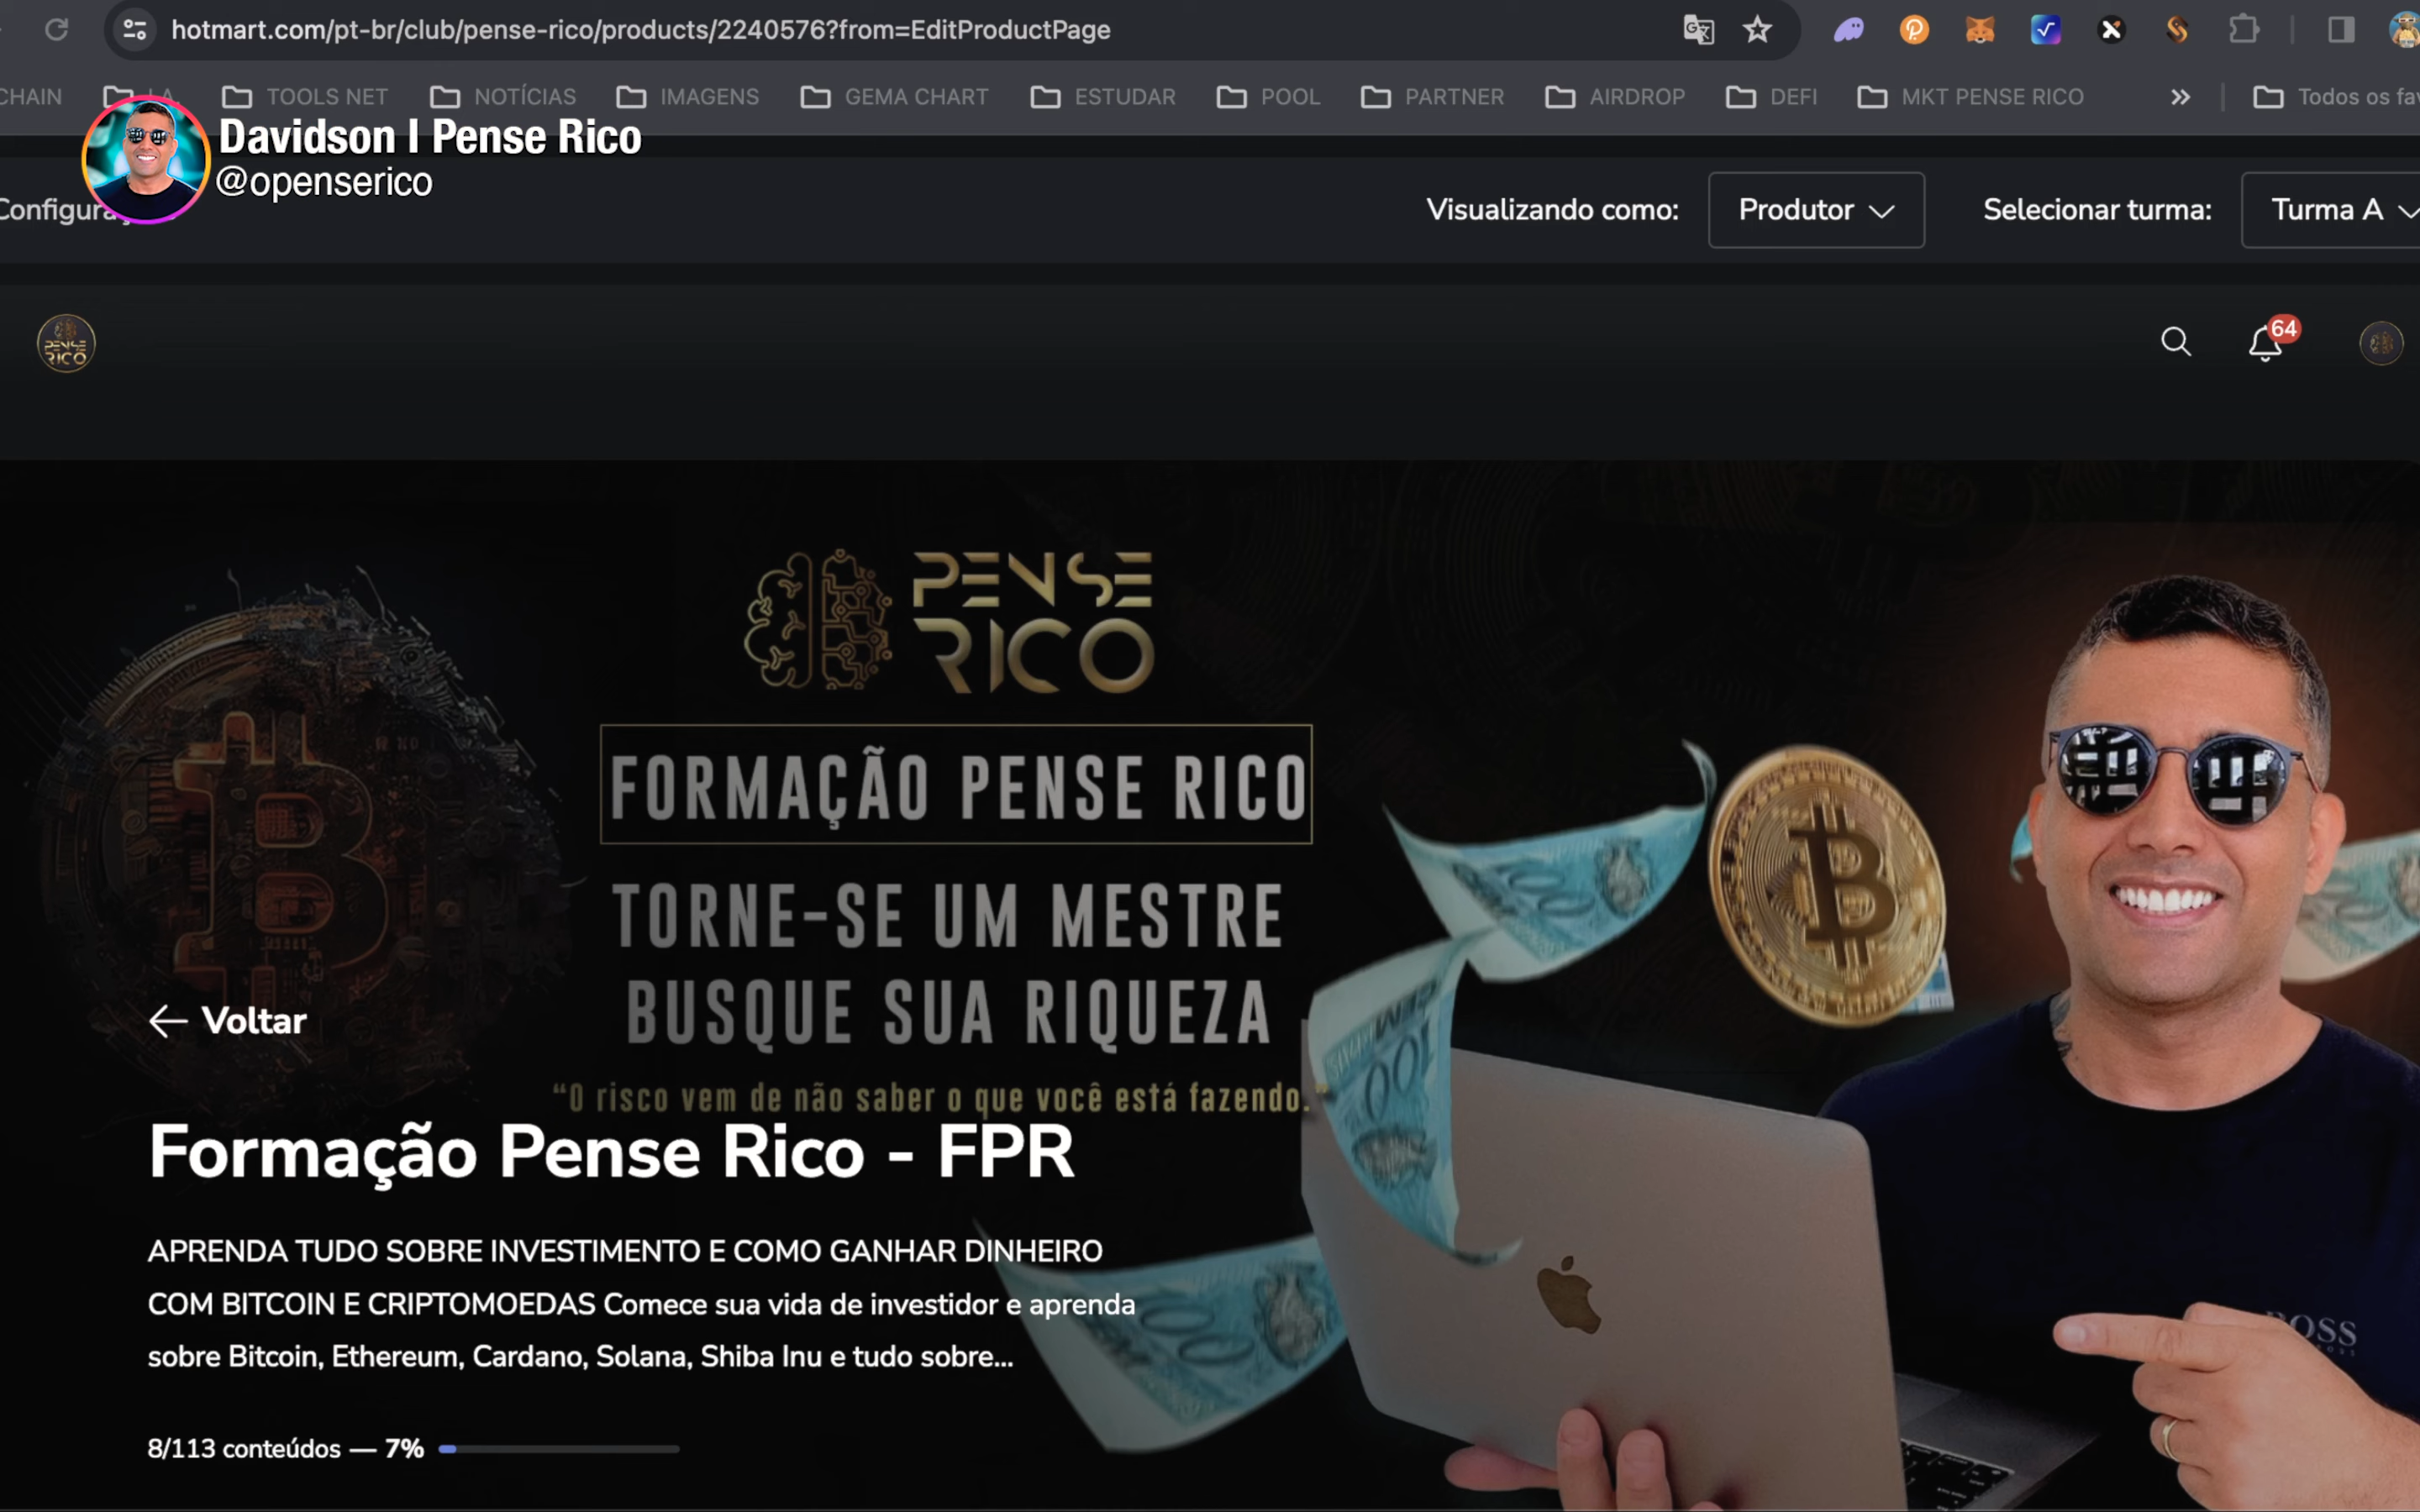 hotmart.com/pt-br/club/pense-rico/products/2240576?from=EditProductPage
CHAIN LA. TOOLS NET NOTÍCIAS IMAGENS GEMA CHART ESTUDAR POOL PARTNER AIRDROP DEFI MKT PENSE RICO Todos os fav
Davidson I Pense Rico
@openserico
Visualizando como: Produtor Selecionar turma: Turma A
PENSE RICO
64
PENSE
RICO
FORMAÇÃO PENSE RICO
TORNE-SE UM MESTRE
BUSQUE SUA RIQUEZA
Voltar
“O risco vem de não saber o que você está fazendo.”
Formação Pense Rico - FPR
APRENDA TUDO SOBRE INVESTIMENTO E COMO GANHAR DINHEIRO
COM BITCOIN E CRIPTOMOEDAS Comece sua vida de investidor e aprenda
sobre Bitcoin, Ethereum, Cardano, Solana, Shiba Inu e tudo sobre...
8/113 conteúdos — 7%